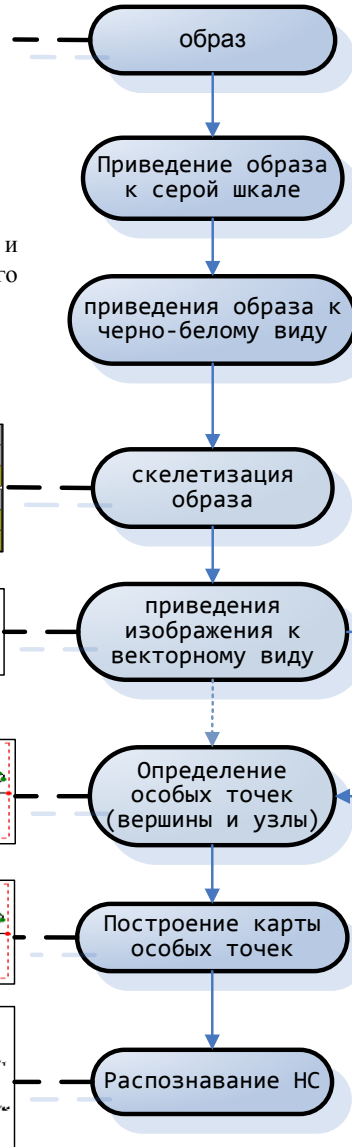 образ
Приведение образа
к серой шкале
и
го
приведения образа к
черно-белому виду
скелетизация
образа
приведения
изображения к
векторному виду
Определение
особых точек
(вершины и узлы)
Построение карты
особых точек
Распознавание НС